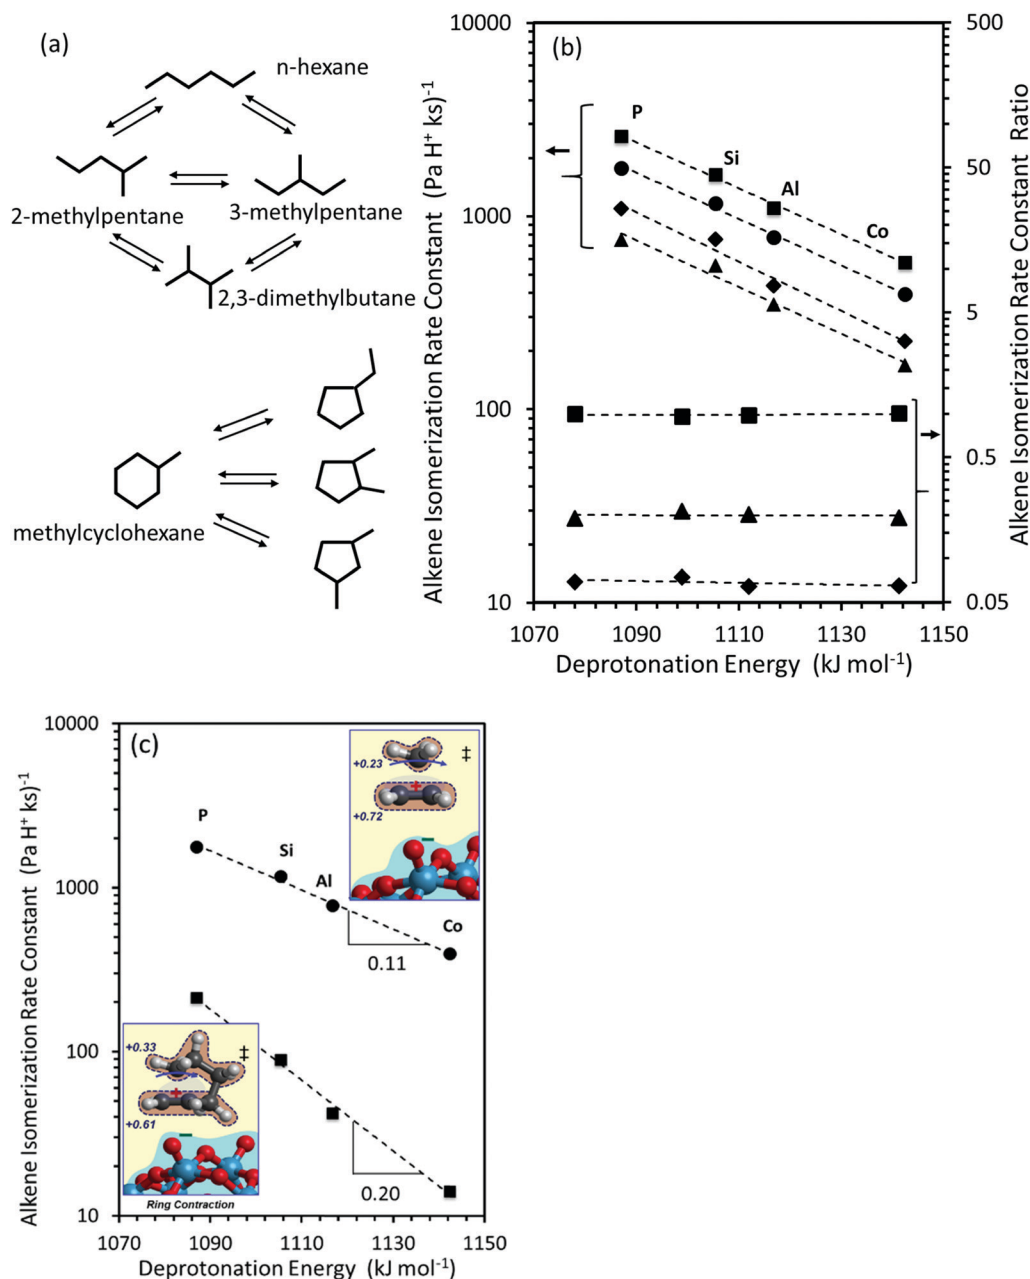 (a)
n-hexane
2-methylpentane
3-methylpentane
2,3-dimethylbutane
methylcyclohexane
(b)
Alkene Isomerization Rate Constant (Pa H⁺ ks)⁻¹
10000
1000
100
10
P
Si
Al
Co
500
50
5
0.5
0.05
Alkene Isomerization Rate Constant Ratio
1070
1090
1110
1130
1150
Deprotonation Energy (kJ mol⁻¹)
(c)
Alkene Isomerization Rate Constant (Pa H⁺ ks)⁻¹
10000
1000
100
10
P
Si
Al
Co
+0.23
‡
+
+0.72
−
0.11
+0.33
‡
+
+0.61
−
Ring Contraction
0.20
1070
1090
1110
1130
1150
Deprotonation Energy (kJ mol⁻¹)